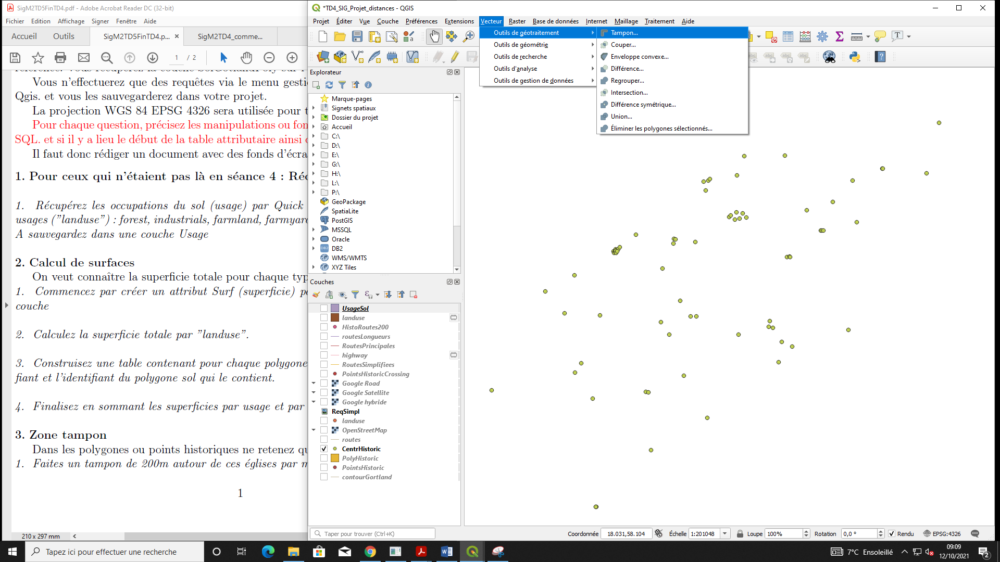 SigM2TD5FinTD4.pdf - Adobe Acrobat Reader DC (32-bit)
Fichier Edition Affichage Signer Fenêtre Aide
Accueil Outils SigM2TD5FinTD4.p... SigM2TD4_comme...
1 / 2
Vous n'effectuerez que des requêtes via le menu gesti
Qgis. et vous les sauvegarderez dans votre projet.
La projection WGS 84 EPSG 4326 sera utilisée pour t
Pour chaque question, précisez les manipulations ou fon
SQL. et si il y a lieu le début de la table attributaire ainsi
Il faut donc rédiger un document avec des fonds d'écra
1. Pour ceux qui n'étaient pas là en séance 4 : Réc
1. Récupérez les occupations du sol (usage) par Quick
usages ("landuse") : forest, industrials, farmland, farmyard
A sauvegardez dans une couche Usage
2. Calcul de surfaces
On veut connaître la superficie totale pour chaque typ
1. Commencez par créer un attribut Surf (superficie) po
couche
2. Calculez la superficie totale par "landuse".
3. Construisez une table contenant pour chaque polygone
fiant et l'identifiant du polygone sol qui le contient.
4. Finalisez en sommant les superficies par usage et par
3. Zone tampon
Dans les polygones ou points historiques ne retenez qu
1. Faites un tampon de 200m autour de ces églises par m
1
210 x 297 mm
*TD4_SIG_Projet_distances - QGIS
Projet Éditer Vue Couche Préférences Extensions Vecteur Raster Base de données Internet Maillage Traitement Aide
Outils de géotraitement
Outils de géométrie
Outils de recherche
Outils d'analyse
Outils de gestion de données
Tampon...
Couper...
Enveloppe convexe...
Différence...
Regrouper...
Intersection...
Différence symétrique...
Union...
Éliminer les polygones sélectionnés...
Explorateur
Marque-pages
Signets spatiaux
Dossier du projet
Accueil
C:\
D:\
E:\
G:\
H:\
L:\
P:\
GeoPackage
SpatiaLite
PostGIS
MSSQL
Oracle
DB2
WMS/WMTS
XYZ Tiles
Couches
UsageSol
landuse
HistoRoutes200
routesLongueurs
RoutesPrincipales
highway
RoutesSimplifiees
PointsHistoricCrossing
Google Road
Google Satellite
Google hybride
ReqSimpl
landuse
OpenStreetMap
routes
CentrHistoric
PolyHistoric
PointsHistoric
contourGortland
Taper pour trouver (Ctrl+K)
Coordonnée 18.031,58.104 Échelle 1:201048 Loupe 100% Rotation 0,0 ° Rendu EPSG:4326
Tapez ici pour effectuer une recherche
7°C Ensoleillé
09:09
12/10/2021
2